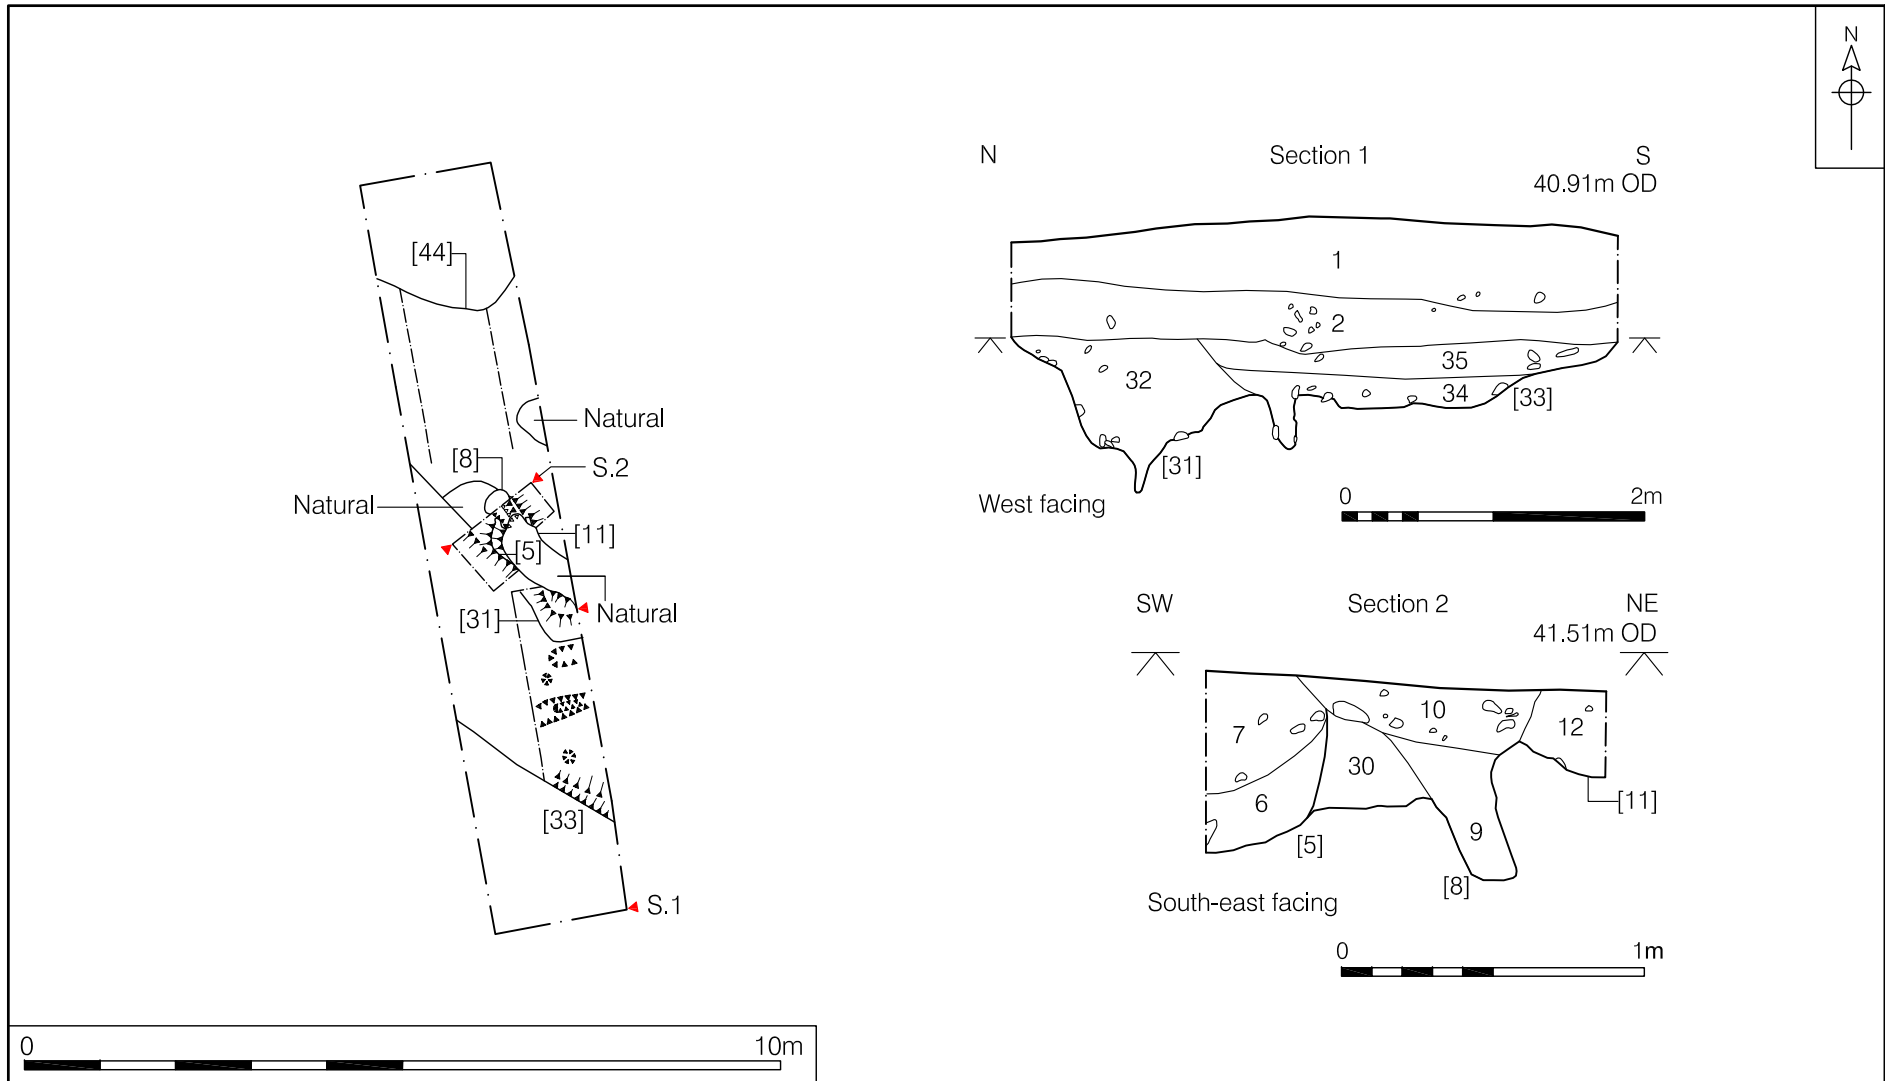 N
[44]
Natural
[8]
S.2
Natural
[11]
[5]
[31]
Natural
[33]
S.1
0 10m
N Section 1 S
40.91m OD
1
2
35
32
34
[33]
[31]
West facing
0 2m
SW Section 2 NE
41.51m OD
10
7
12
30
6
[11]
9
[5]
[8]
South-east facing
0 1m